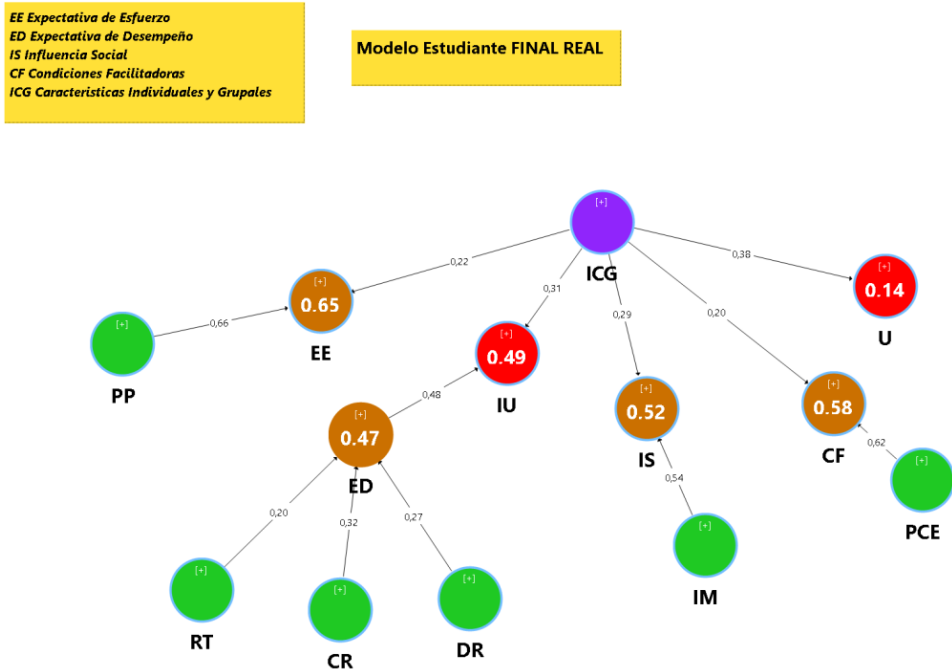 EE Expectativa de Esfuerzo
ED Expectativa de Desempeño
IS Influencia Social
CF Condiciones Facilitadoras
ICG Caracteristicas Individuales y Grupales
Modelo Estudiante FINAL REAL
[+]
ICG
0,22
0,38
0,31
0,29
0,20
[+]
0.65
EE
[+]
0.14
U
[+]
PP
0,66
[+]
0.49
IU
0,48
[+]
0.47
ED
[+]
0.52
IS
[+]
0.58
CF
0,62
[+]
PCE
0,54
[+]
IM
0,20
0,32
0,27
[+]
RT
[+]
CR
[+]
DR